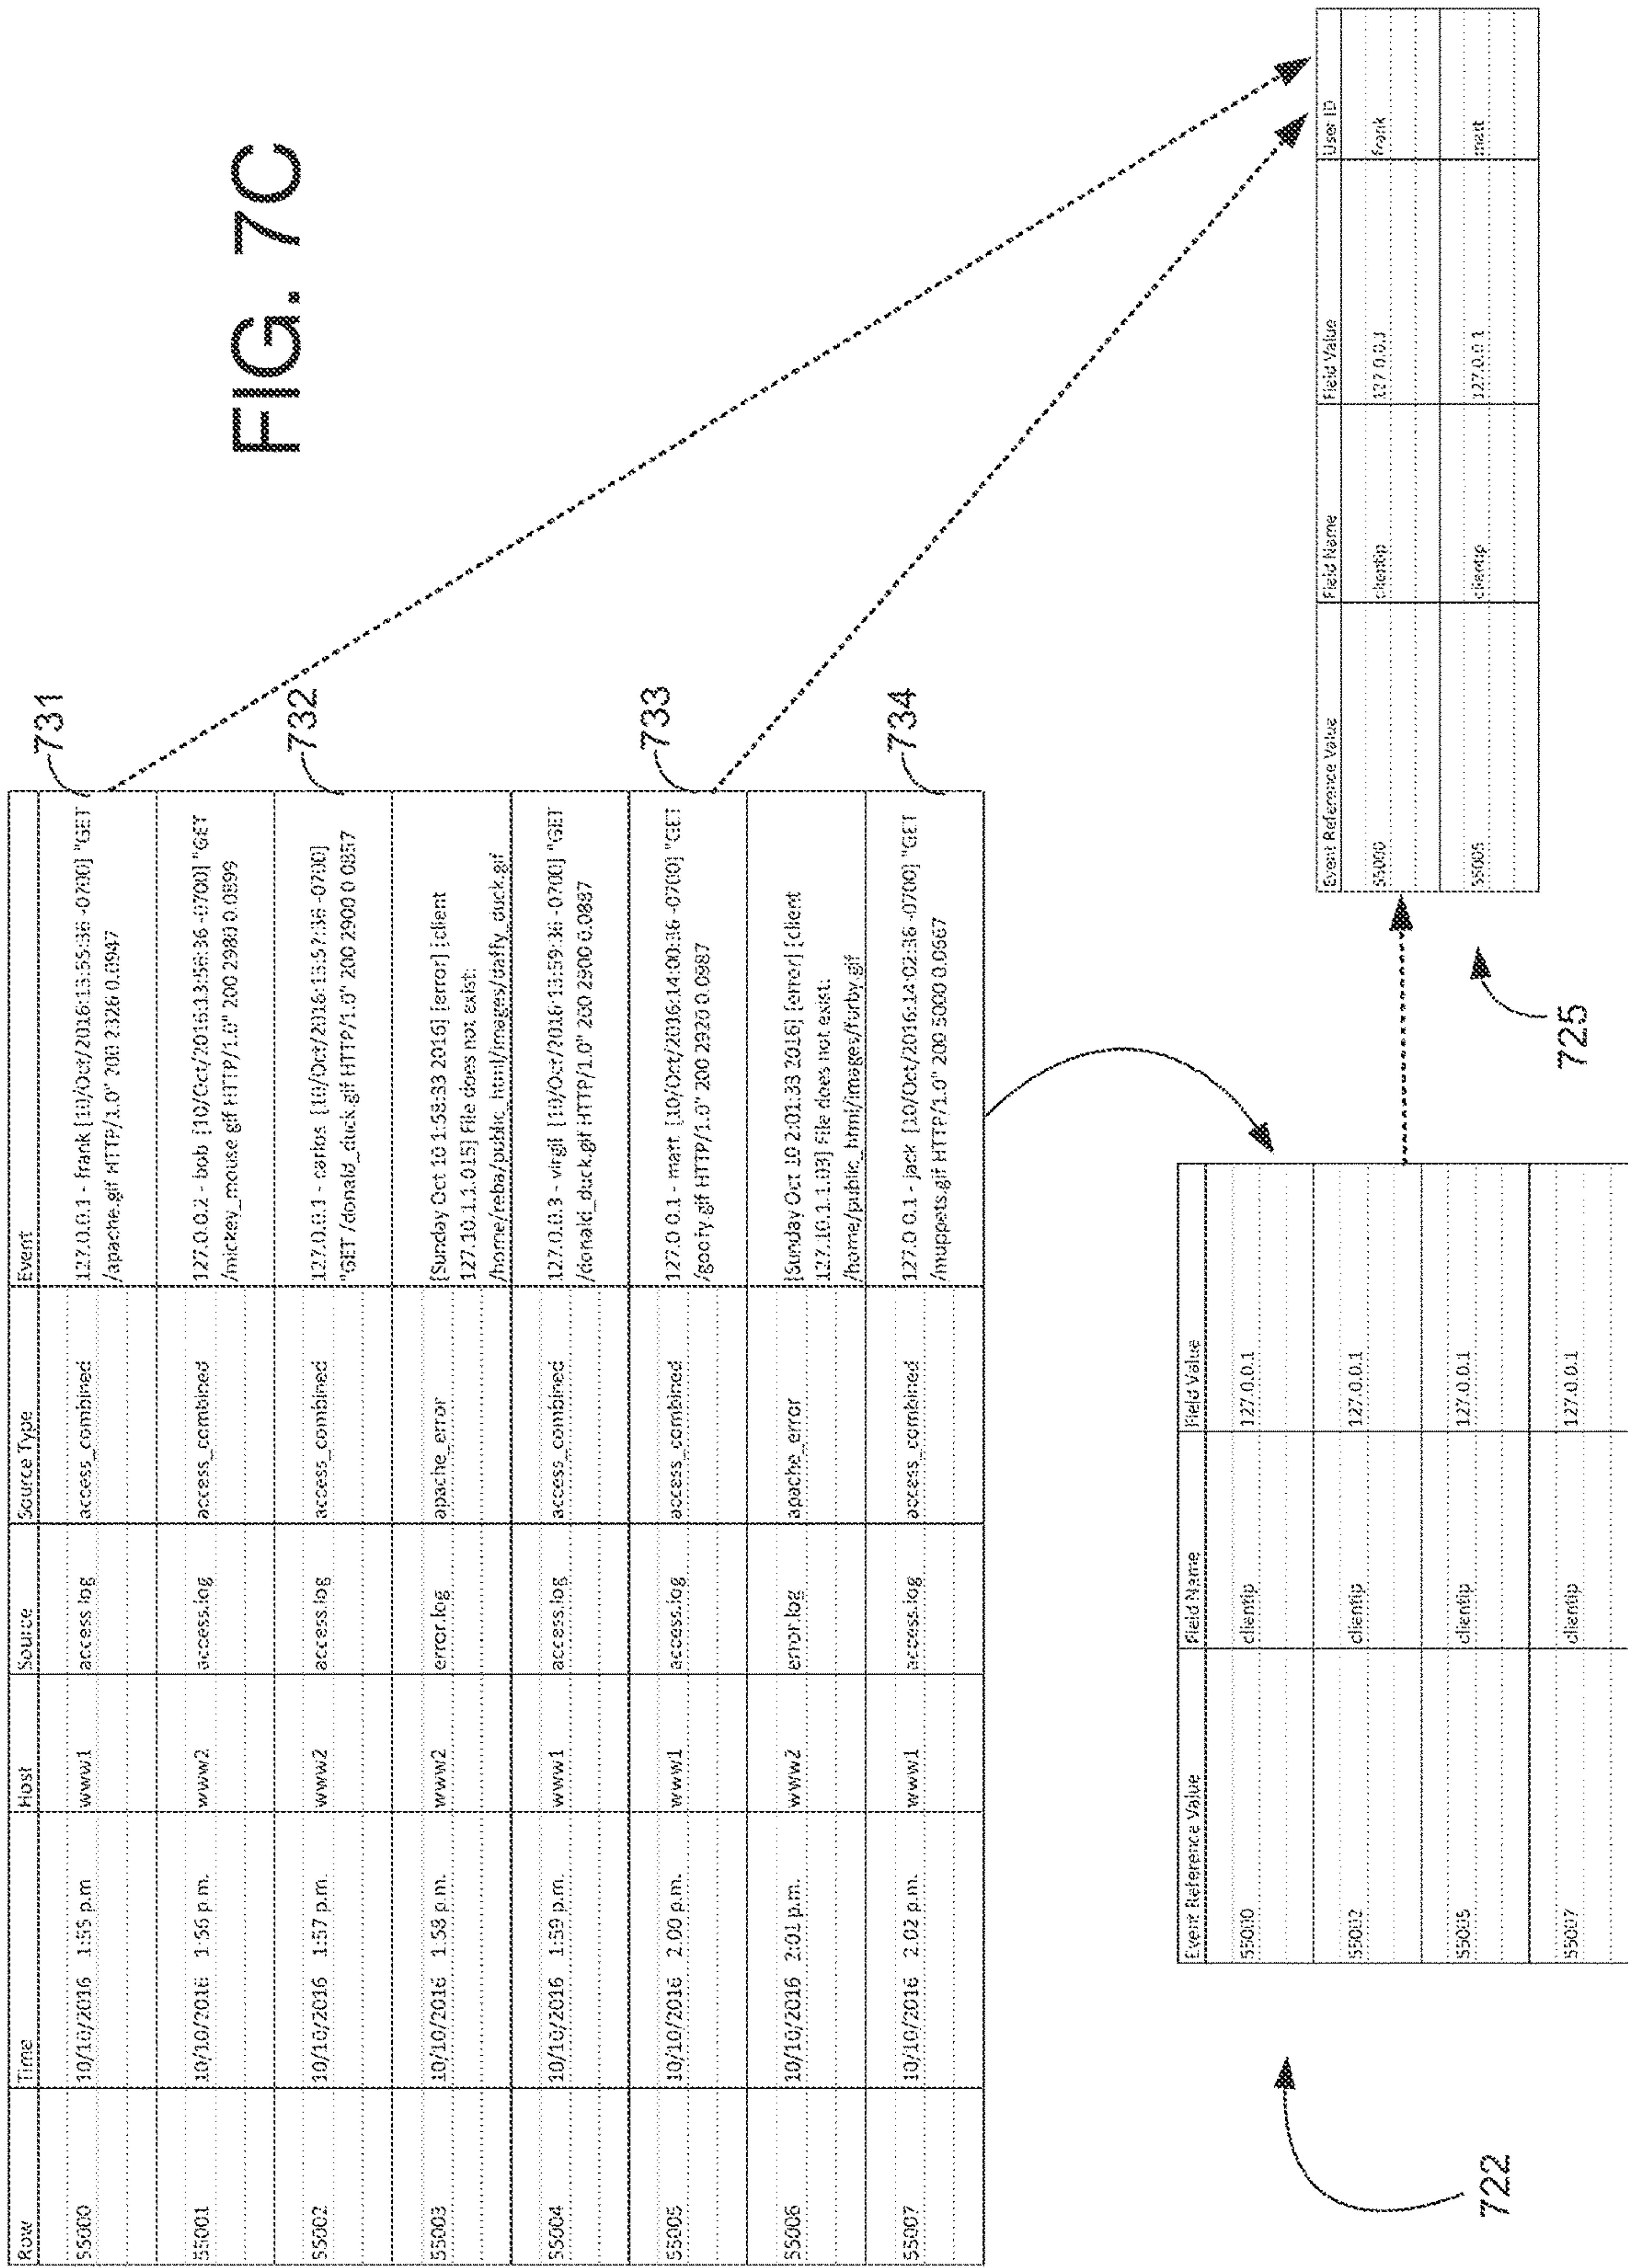 FIG. 7C
Row Time Host Source Source Type Event
55000 10/10/2016 1:55 p.m. www1 access.log access_combined 127.0.0.1 - frank [10/Oct/2016:13:55:36 -0700] "GET
/apache.gif HTTP/1.0" 200 2326 0.0947
731
55001 10/10/2016 1:56 p.m. www2 access.log access_combined 127.0.0.2 - bob [10/Oct/2016:13:56:36 -0700] "GET
/mickey_mouse.gif HTTP/1.0" 200 2980 0.0899
55002 10/10/2016 1:57 p.m. www2 access.log access_combined 127.0.0.1 - carlos [10/Oct/2016:13:57:36 -0700]
"GET /donald_duck.gif HTTP/1.0" 200 2900 0.0857
732
55003 10/10/2016 1:58 p.m. www2 error.log apache_error [Sunday Oct 10 1:58:33 2016] [error] [client
127.10.1.1.015] File does not exist:
/home/reba/public_html/images/daffy_duck.gif
55004 10/10/2016 1:59 p.m. www1 access.log access_combined 127.0.0.3 - virgil [10/Oct/2016:13:59:36 -0700] "GET
/donald_duck.gif HTTP/1.0" 200 2900 0.0887
55005 10/10/2016 2:00 p.m. www1 access.log access_combined 127.0.0.1 - matt [10/Oct/2016:14:00:36 -0700] "GET
/goofy.gif HTTP/1.0" 200 2920 0.0987
733
55006 10/10/2016 2:01 p.m. www2 error.log apache_error [Sunday Oct 10 2:01:33 2016] [error] [client
127.10.1.1.03] File does not exist:
/home/public_html/images/furby.gif
55007 10/10/2016 2:02 p.m. www1 access.log access_combined 127.0.0.1 - jack [10/Oct/2016:14:02:36 -0700] "GET
/muppets.gif HTTP/1.0" 200 5000 0.0667
734
722
Event Reference Value Field Name Field Value
55000 clientip 127.0.0.1
55002 clientip 127.0.0.1
55005 clientip 127.0.0.1
55007 clientip 127.0.0.1
725
Event Reference Value Field Name Field Value User ID
55000 clientip 127.0.0.1 frank
55005 clientip 127.0.0.1 matt